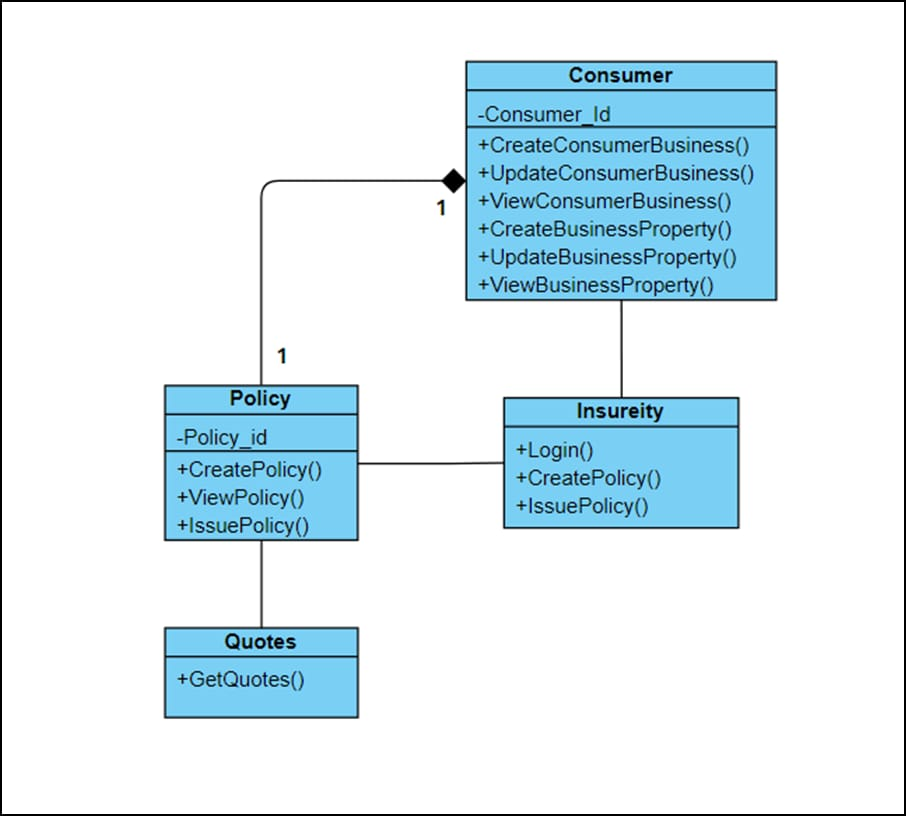 Consumer
-Consumer_Id
+CreateConsumerBusiness()
+UpdateConsumerBusiness()
+ViewConsumerBusiness()
+CreateBusinessProperty()
+UpdateBusinessProperty()
+ViewBusinessProperty()
1
1
Policy
-Policy_id
+CreatePolicy()
+ViewPolicy()
+IssuePolicy()
Insureity
+Login()
+CreatePolicy()
+IssuePolicy()
Quotes
+GetQuotes()